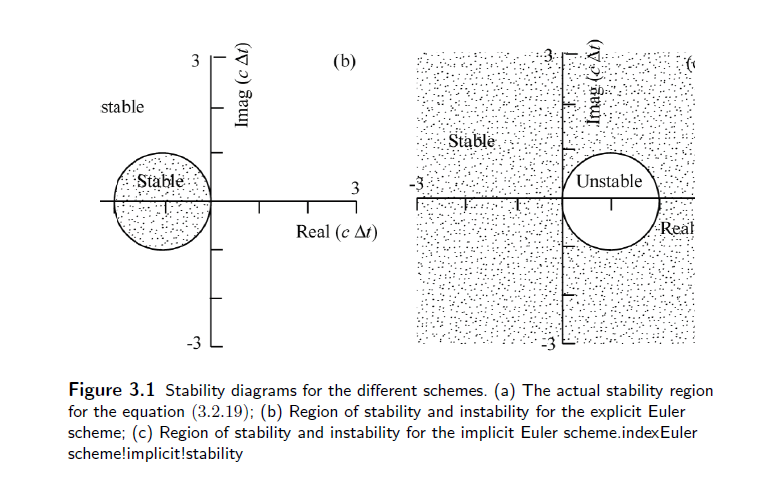 3
Imag (c Δt)
(b)
stable
Stable
3
Real (c Δt)
-3
3
Imag (c Δt)
(
Stable
-3
Unstable
Real
-3
Figure 3.1 Stability diagrams for the different schemes. (a) The actual stability region
for the equation (3.2.19); (b) Region of stability and instability for the explicit Euler
scheme; (c) Region of stability and instability for the implicit Euler scheme.indexEuler
scheme!implicit!stability